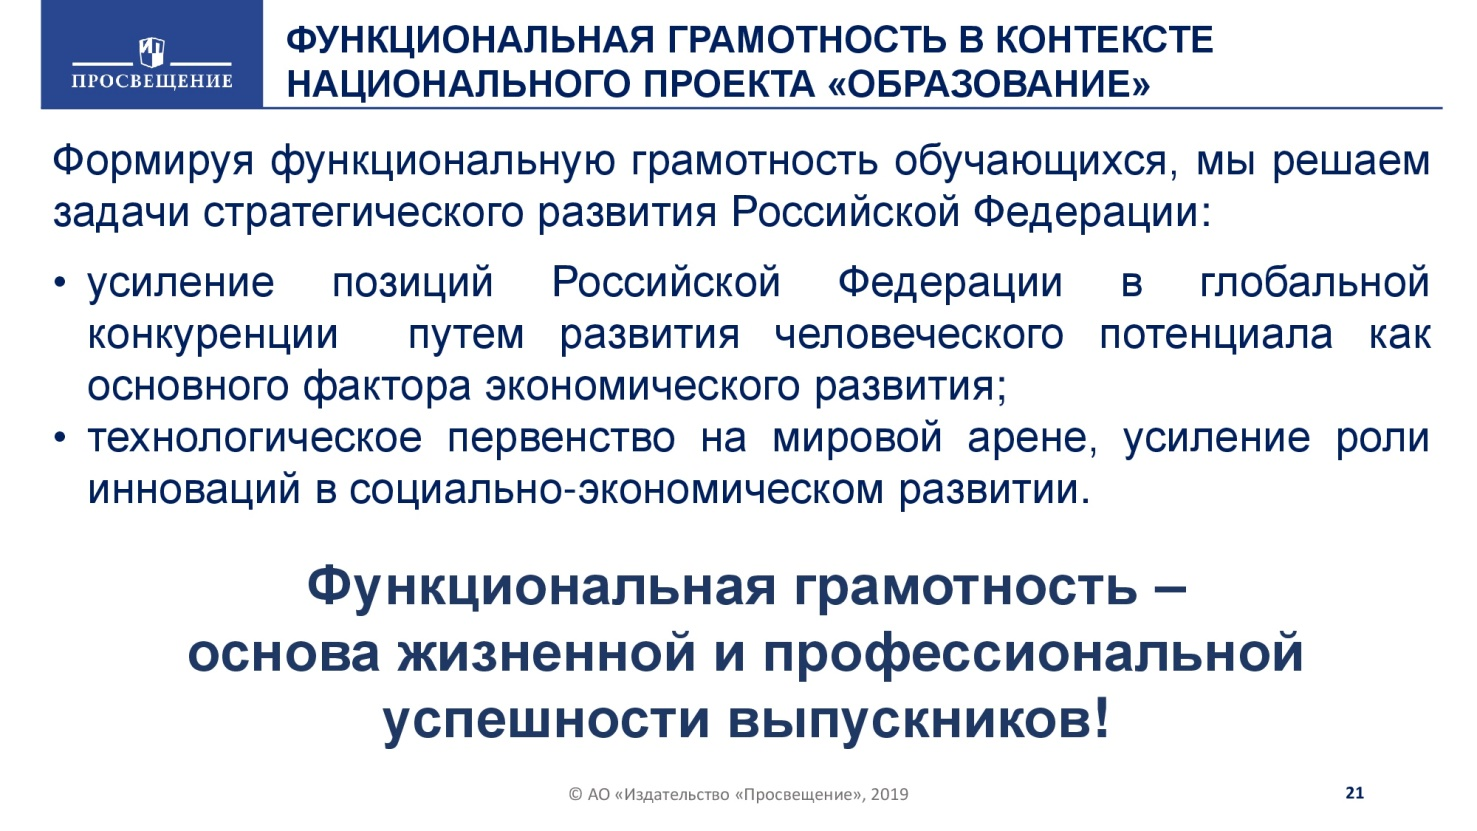 ПРОСВЕЩЕНИЕ
ФУНКЦИОНАЛЬНАЯ ГРАМОТНОСТЬ В КОНТЕКСТЕ
НАЦИОНАЛЬНОГО ПРОЕКТА «ОБРАЗОВАНИЕ»
Формируя функциональную грамотность обучающихся, мы решаем
задачи стратегического развития Российской Федерации:
• усиление позиций Российской Федерации в глобальной
конкуренции путем развития человеческого потенциала как
основного фактора экономического развития;
• технологическое первенство на мировой арене, усиление роли
инноваций в социально-экономическом развитии.
Функциональная грамотность –
основа жизненной и профессиональной
успешности выпускников!
© АО «Издательство «Просвещение», 2019
21